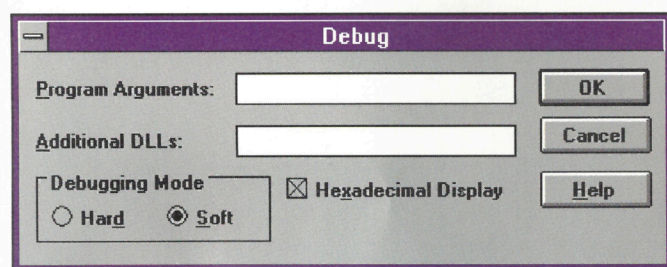 Debug
Program Arguments:
OK
Additional DLLs:
Cancel
Debugging Mode
Hexadecimal Display
Help
Hard
Soft